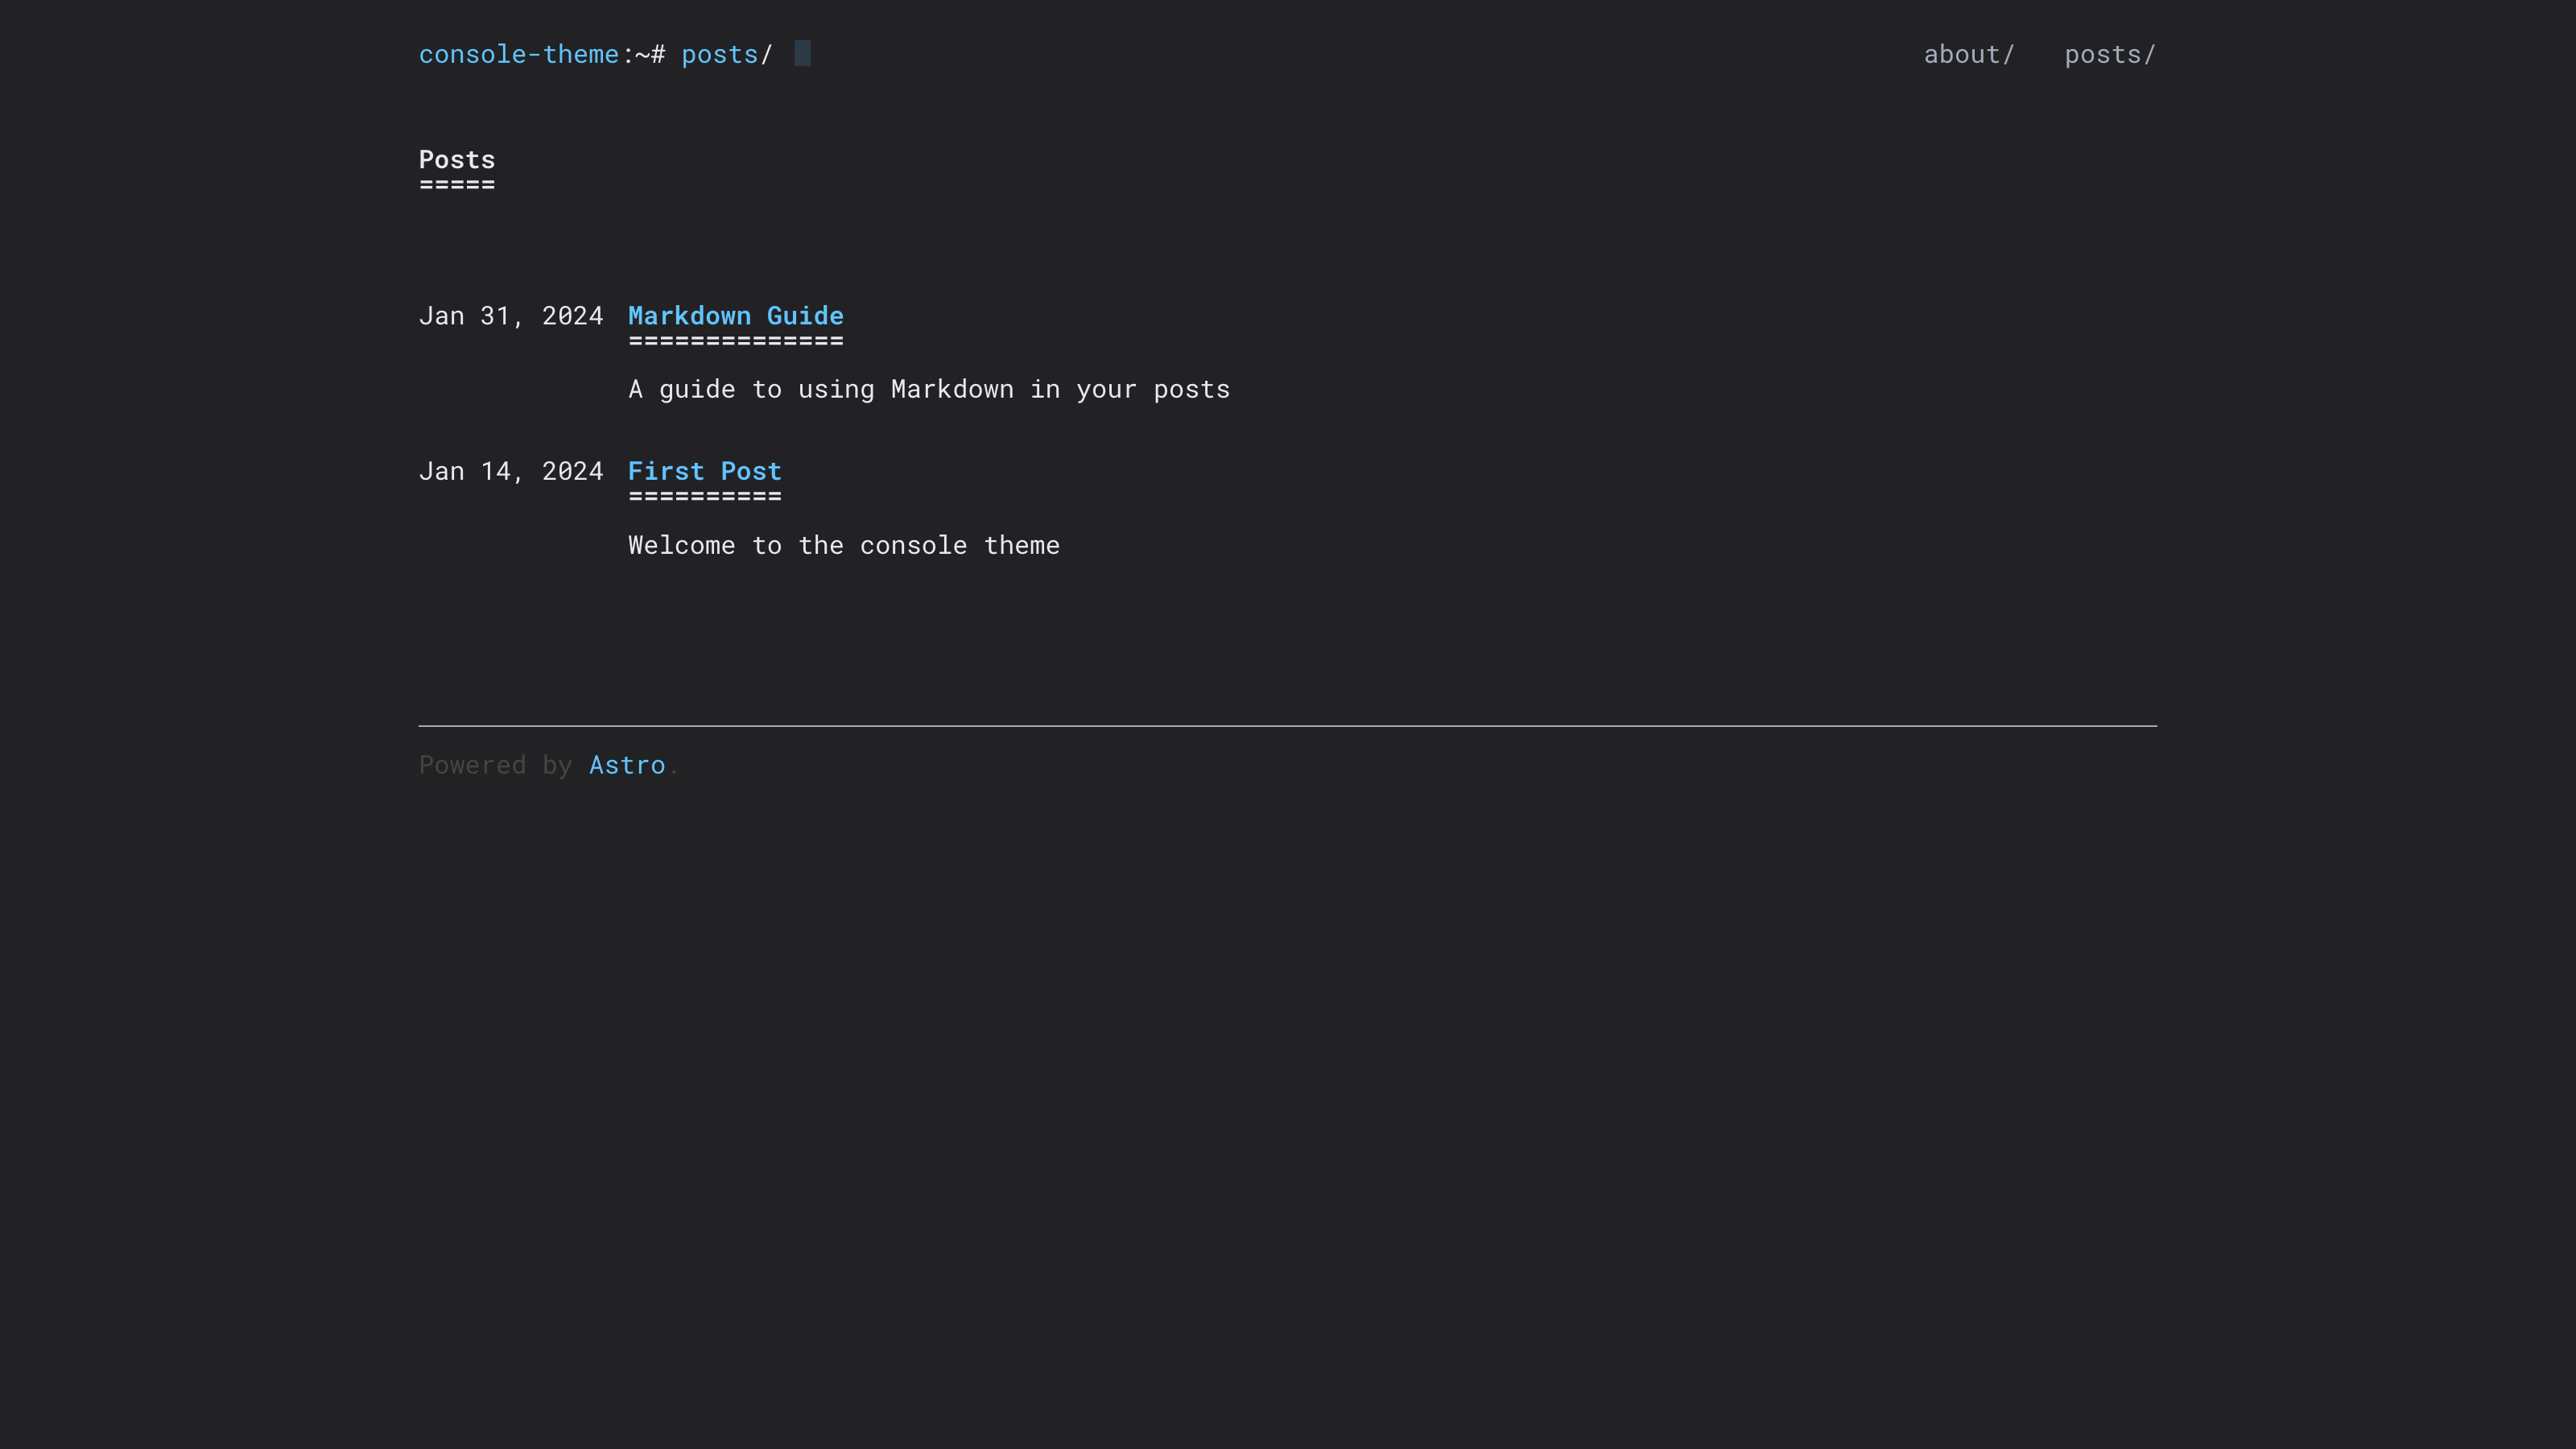 console-theme:~# posts/
about/ posts/
Posts
=====
Jan 31, 2024 Markdown Guide
==============
A guide to using Markdown in your posts
Jan 14, 2024 First Post
==========
Welcome to the console theme
Powered by Astro.